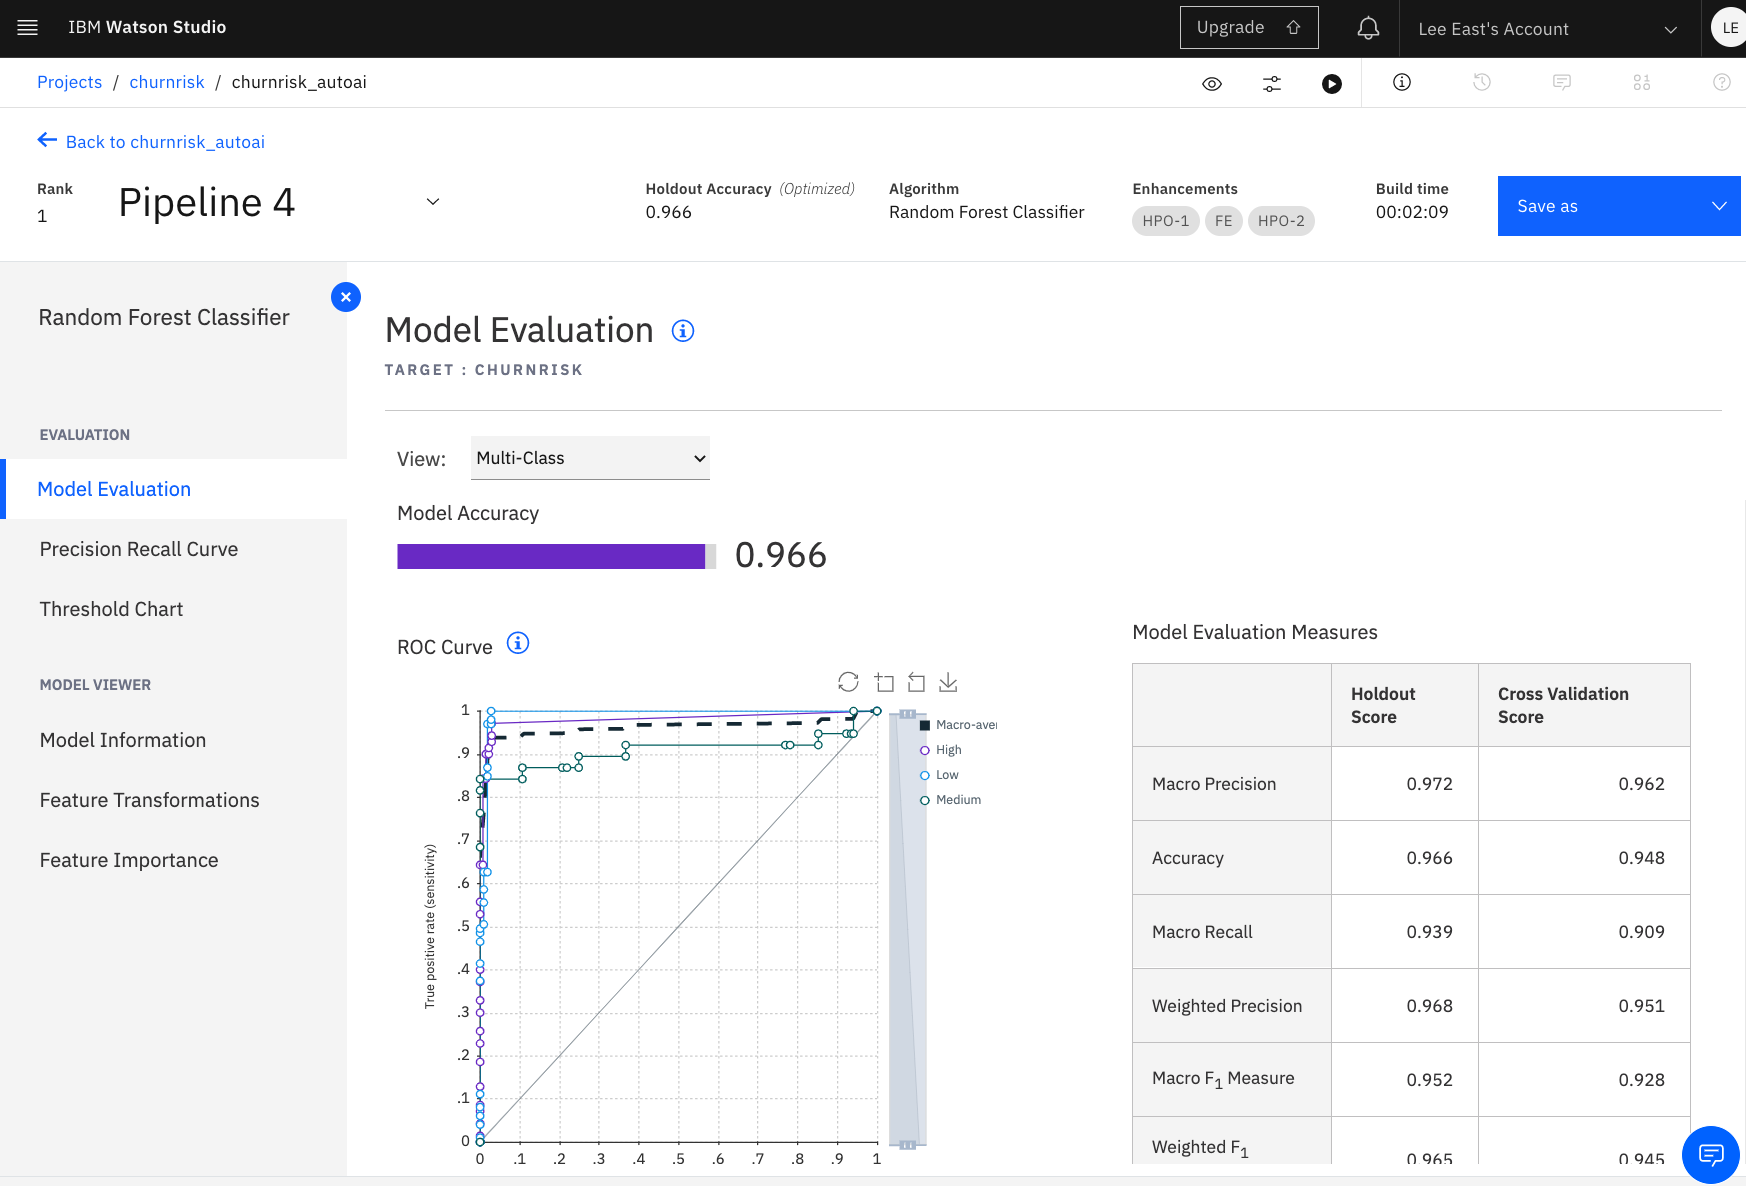 IBM Watson Studio
Upgrade
Lee East's Account
LE
Projects / churnrisk / churnrisk_autoai
Back to churnrisk_autoai
Rank
1
Pipeline 4
Holdout Accuracy (Optimized)
0.966
Algorithm
Random Forest Classifier
Enhancements
HPO-1 FE HPO-2
Build time
00:02:09
Save as
Random Forest Classifier
EVALUATION
Model Evaluation
Precision Recall Curve
Threshold Chart
MODEL VIEWER
Model Information
Feature Transformations
Feature Importance
Model Evaluation
TARGET : CHURNRISK
View: Multi-Class
Model Accuracy
0.966
ROC Curve
True positive rate (sensitivity)
1
.9
.8
.7
.6
.5
.4
.3
.2
.1
0
0 .1 .2 .3 .4 .5 .6 .7 .8 .9 1
Macro-aver
High
Low
Medium
Model Evaluation Measures
Holdout Score
Cross Validation Score
Macro Precision 0.972 0.962
Accuracy 0.966 0.948
Macro Recall 0.939 0.909
Weighted Precision 0.968 0.951
Macro F1 Measure 0.952 0.928
Weighted F1 0.965 0.945